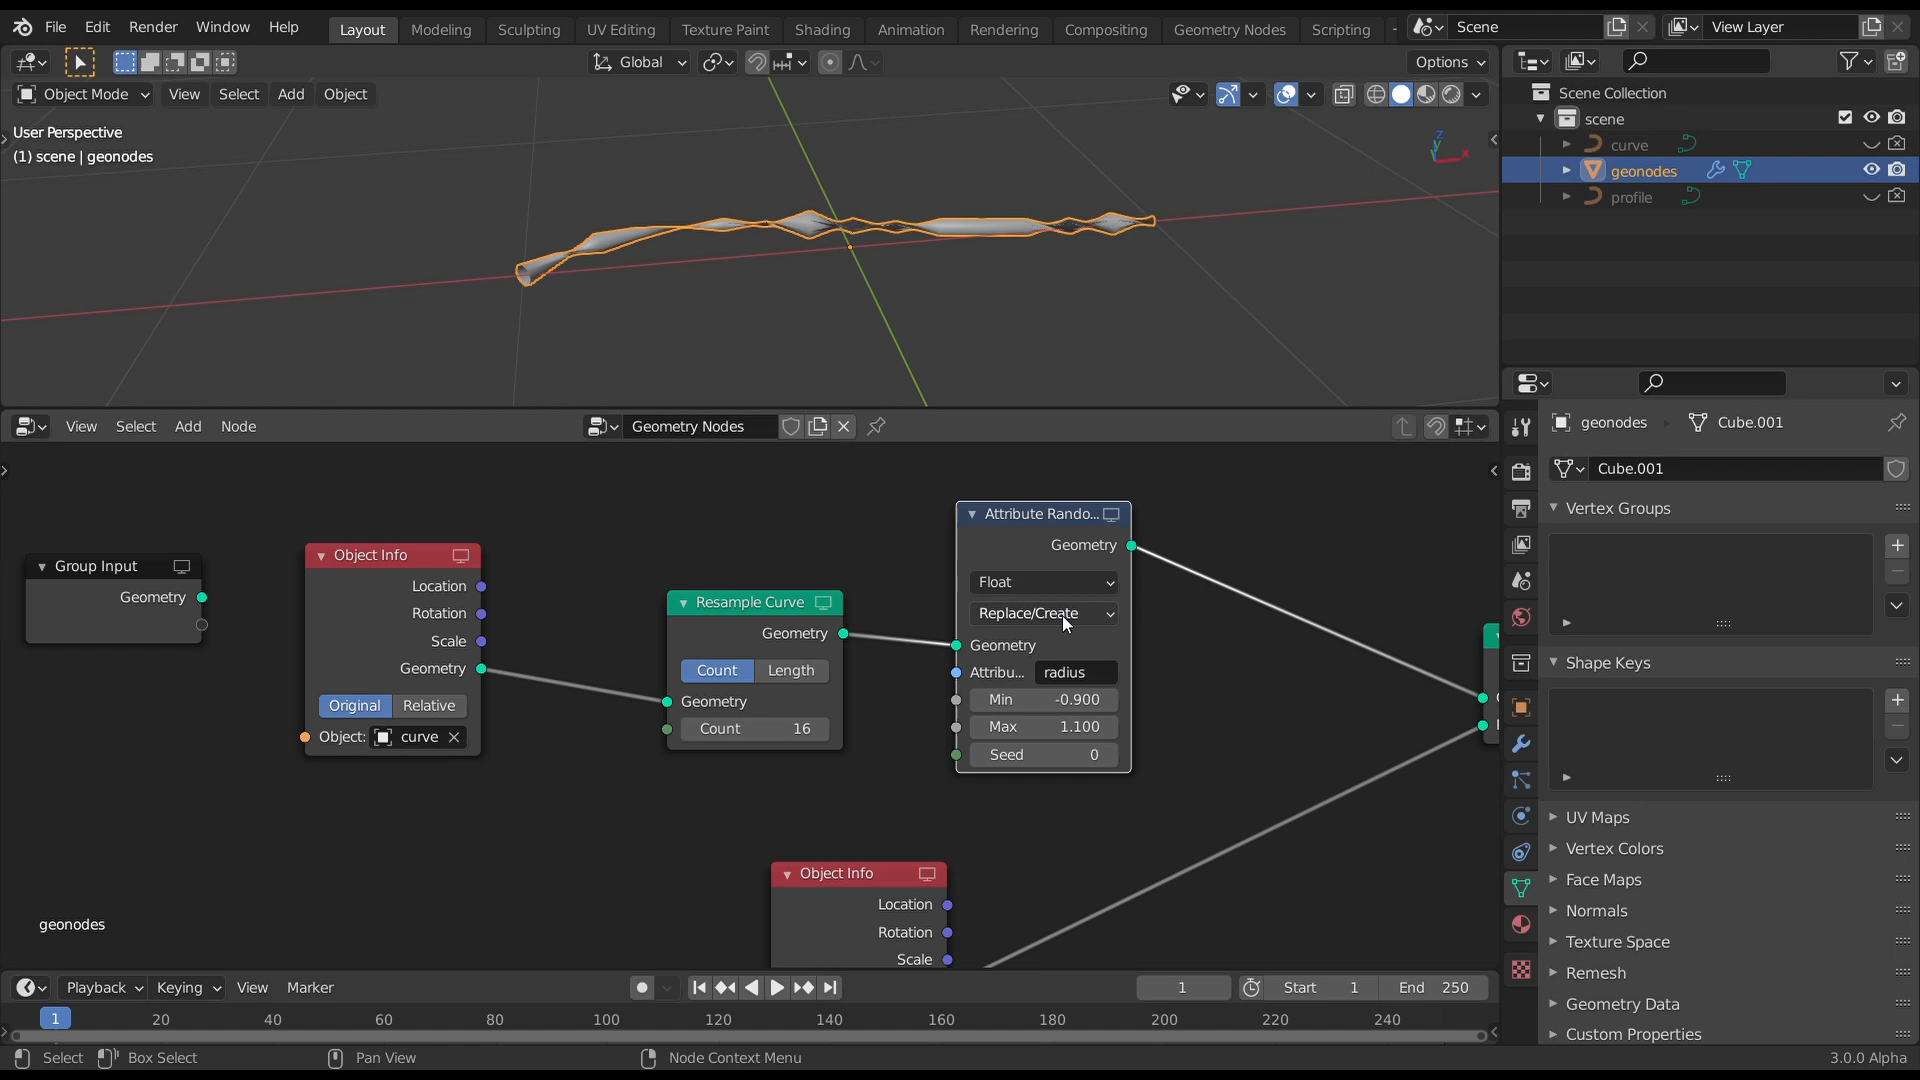 File Edit Render Window Help Layout Modeling Sculpting UV Editing Texture Paint Shading Animation Rendering Compositing Geometry Nodes Scripting Scene View Layer
Global Options
Object Mode View Select Add Object
User Perspective
(1) scene | geonodes
Z
Y
X
Scene Collection
scene
curve
geonodes
profile
View Select Add Node Geometry Nodes
Group Input
Geometry
Object Info
Location
Rotation
Scale
Geometry
Original Relative
Object: curve
Resample Curve
Geometry
Count Length
Geometry
Count 16
Attribute Rando...
Geometry
Float
Replace/Create
Geometry
Attribu... radius
Min -0.900
Max 1.100
Seed 0
Object Info
Location
Rotation
Scale
geonodes
geonodes Cube.001
Cube.001
Vertex Groups
Shape Keys
UV Maps
Vertex Colors
Face Maps
Normals
Texture Space
Remesh
Geometry Data
Custom Properties
Playback Keying View Marker 1 Start 1 End 250
1 20 40 60 80 100 120 140 160 180 200 220 240
Select Box Select Pan View Node Context Menu 3.0.0 Alpha